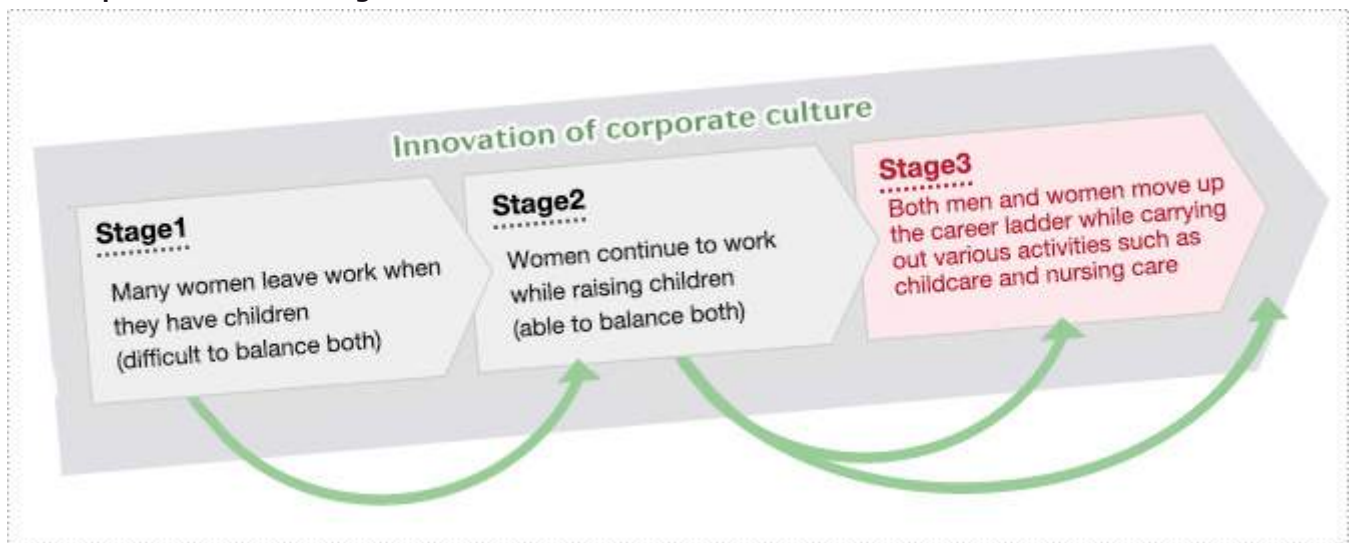 Innovation of corporate culture
Stage1
Many women leave work when
they have children
(difficult to balance both)
Stage2
Women continue to work
while raising children
(able to balance both)
Stage3
Both men and women move up
the career ladder while carrying
out various activities such as
childcare and nursing care